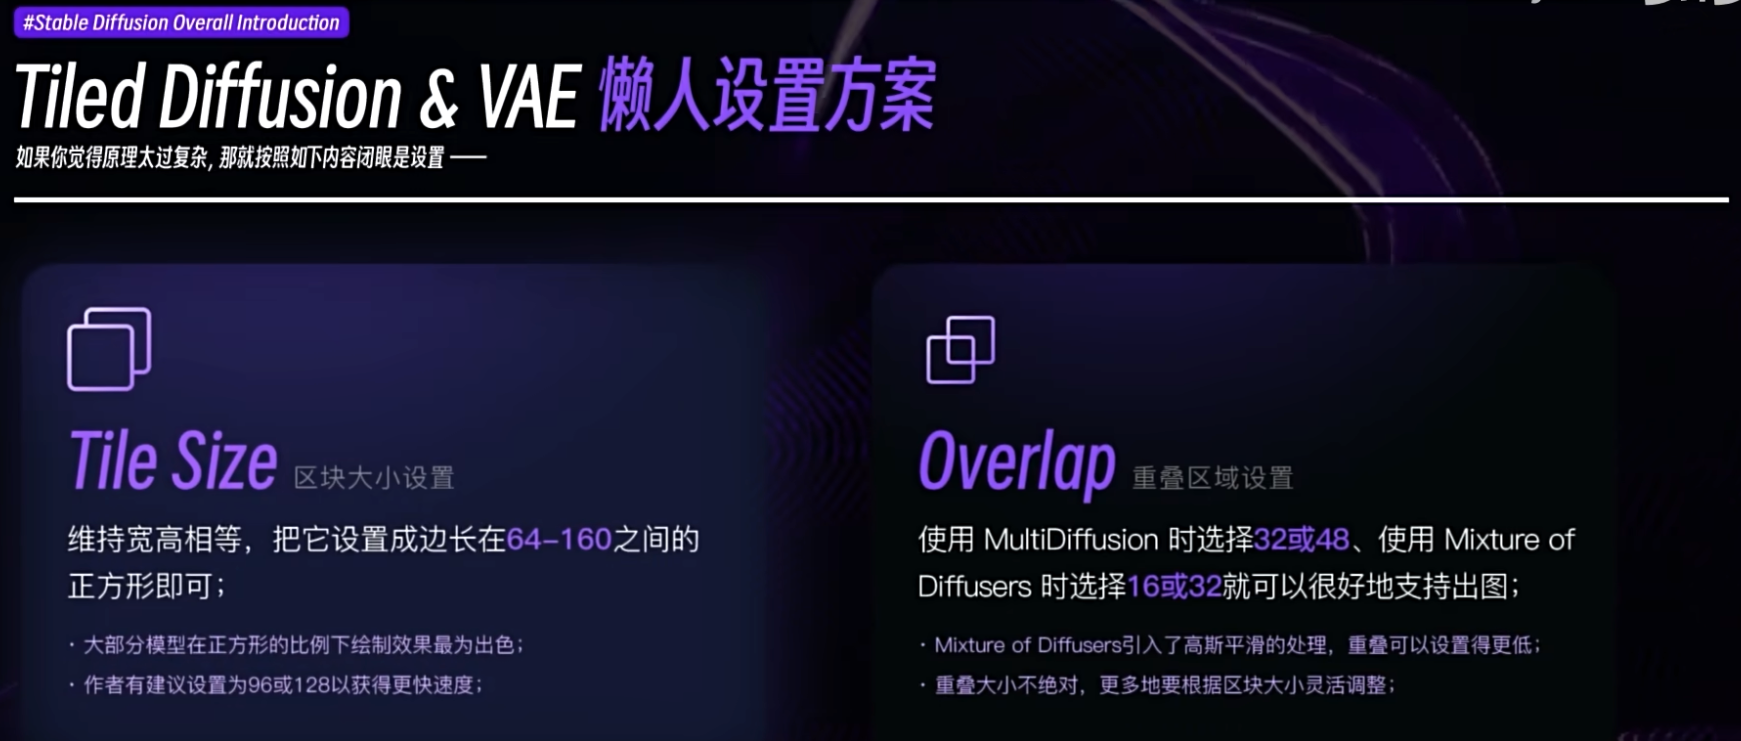 #Stable Diffusion Overall Introduction
Tiled Diffusion & VAE 懒人设置方案
如果你觉得原理太过复杂, 那就按照如下内容闭眼是设置 ——
Tile Size 区块大小设置
维持宽高相等，把它设置成边长在64-160之间的
正方形即可；
· 大部分模型在正方形的比例下绘制效果最为出色；
· 作者有建议设置为96或128以获得更快速度；
Overlap 重叠区域设置
使用 MultiDiffusion 时选择32或48、使用 Mixture of
Diffusers 时选择16或32就可以很好地支持出图；
· Mixture of Diffusers引入了高斯平滑的处理，重叠可以设置得更低；
· 重叠大小不绝对，更多地要根据区块大小灵活调整；